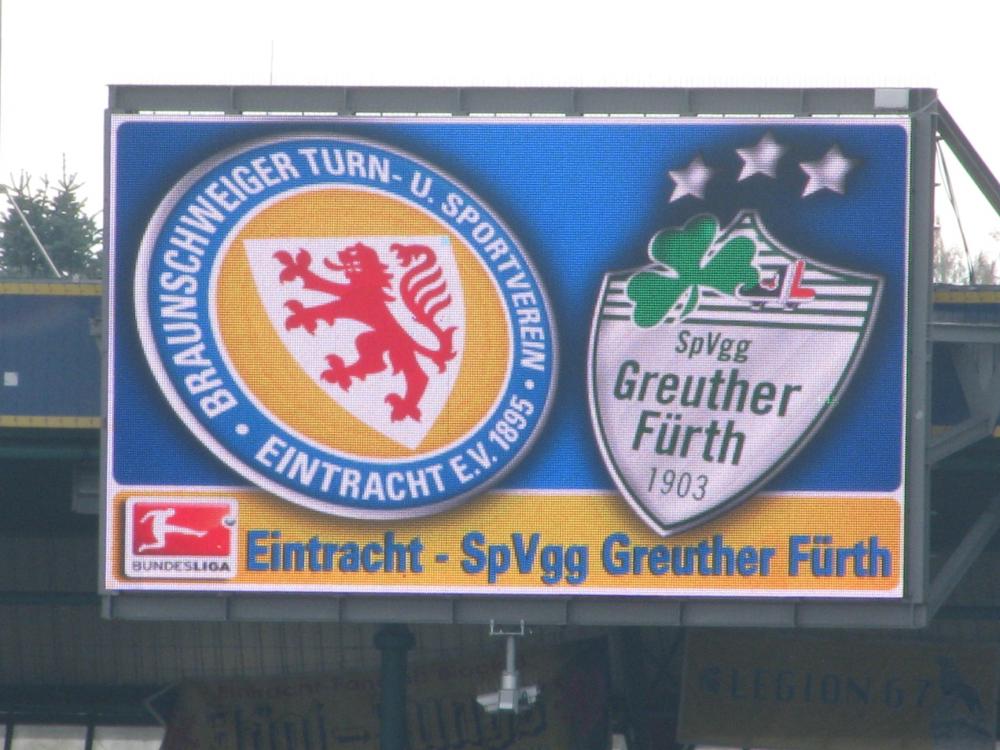 BRAUNSCHWEIGER TURN- U. SPORTVEREIN
EINTRACHT E.V. 1895
SpVgg
Greuther
Fürth
1903
BUNDESLIGA
Eintracht - SpVgg Greuther Fürth
LEGION 67